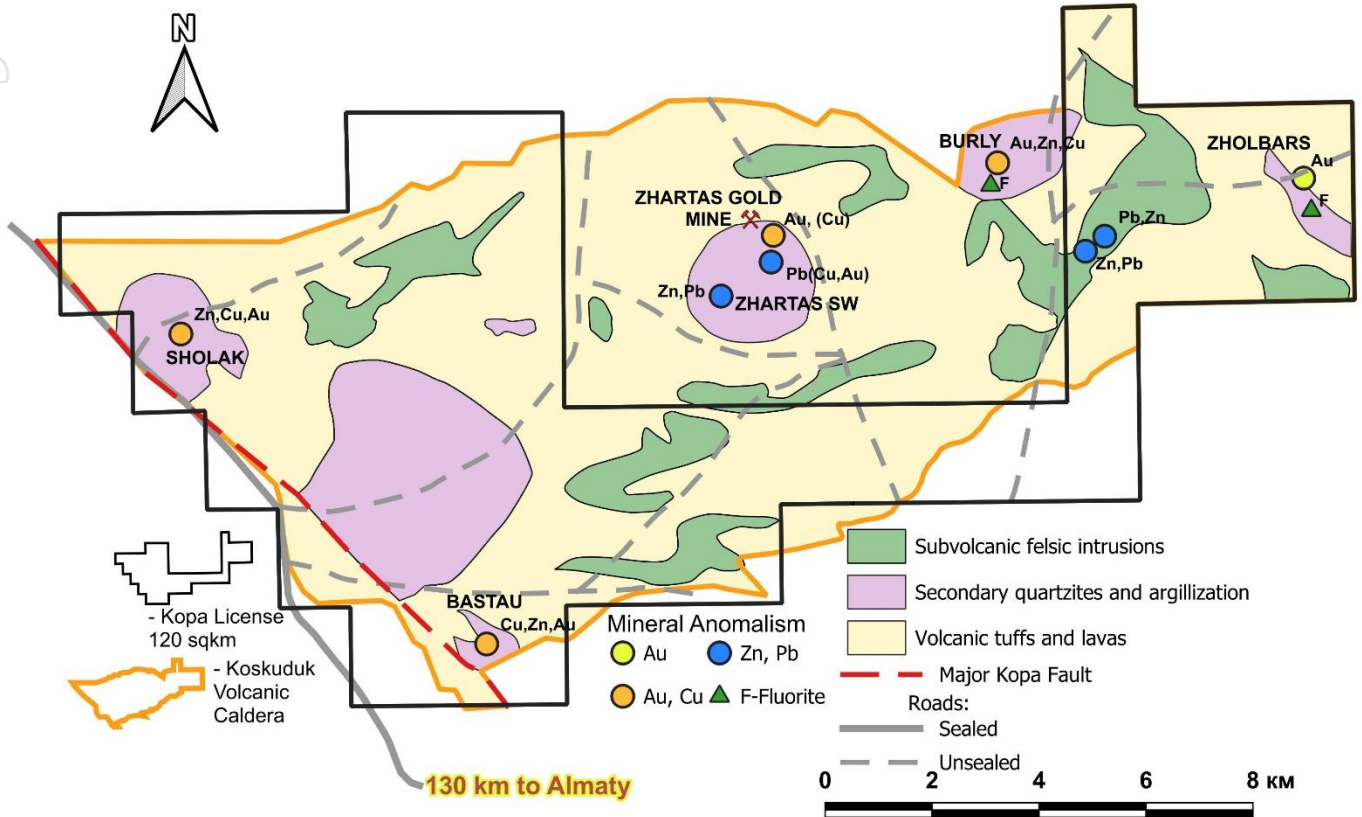 N
BURLY
Au,Zn,Cu
F
ZHOLBARS
Au
F
ZHARTAS GOLD
MINE
Au, (Cu)
Pb(Cu,Au)
Zn,Pb
ZHARTAS SW
Pb,Zn
Zn,Pb
Zn,Cu,Au
SHOLAK
BASTAU
Cu,Zn,Au
- Kopa License
120 sqkm
- Koskuduk
Volcanic
Caldera
Mineral Anomalism
Au
Zn, Pb
Au, Cu
F-Fluorite
Subvolcanic felsic intrusions
Secondary quartzites and argillization
Volcanic tuffs and lavas
Major Kopa Fault
Roads:
Sealed
Unsealed
130 km to Almaty
0 2 4 6 8 км